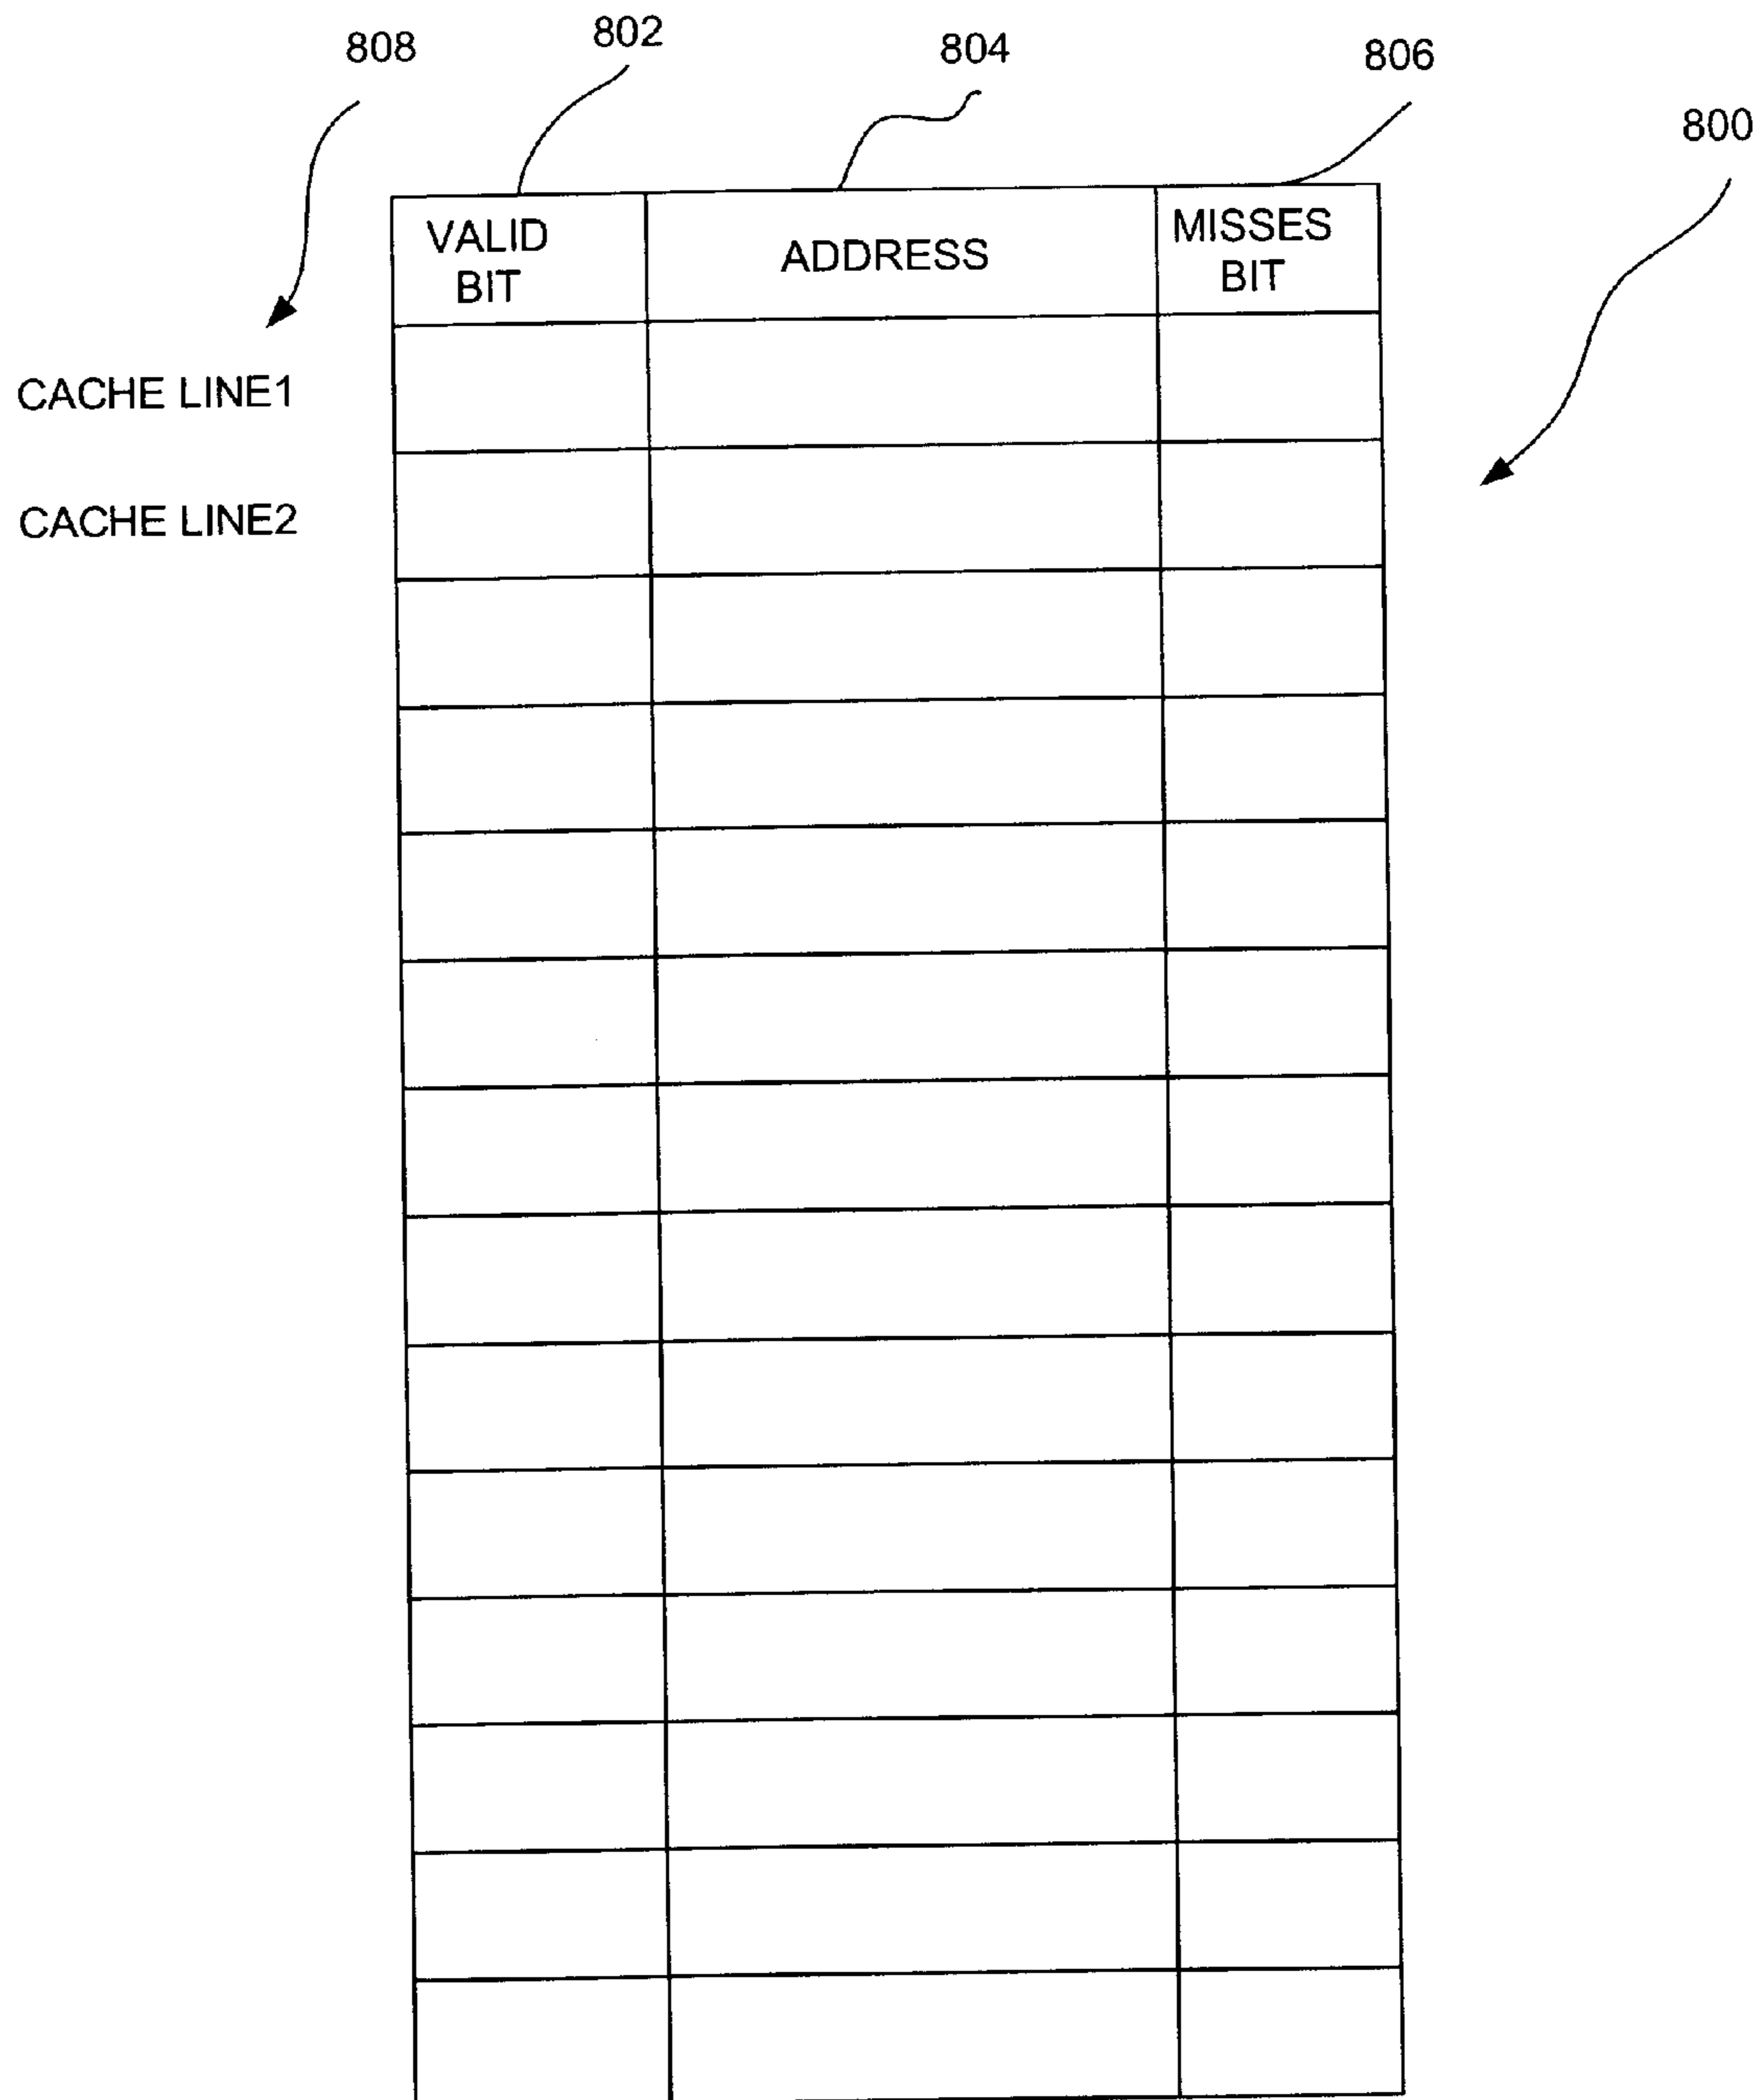 808 802 804 806
800
VALID BIT ADDRESS MISSES BIT
CACHE LINE1
CACHE LINE2